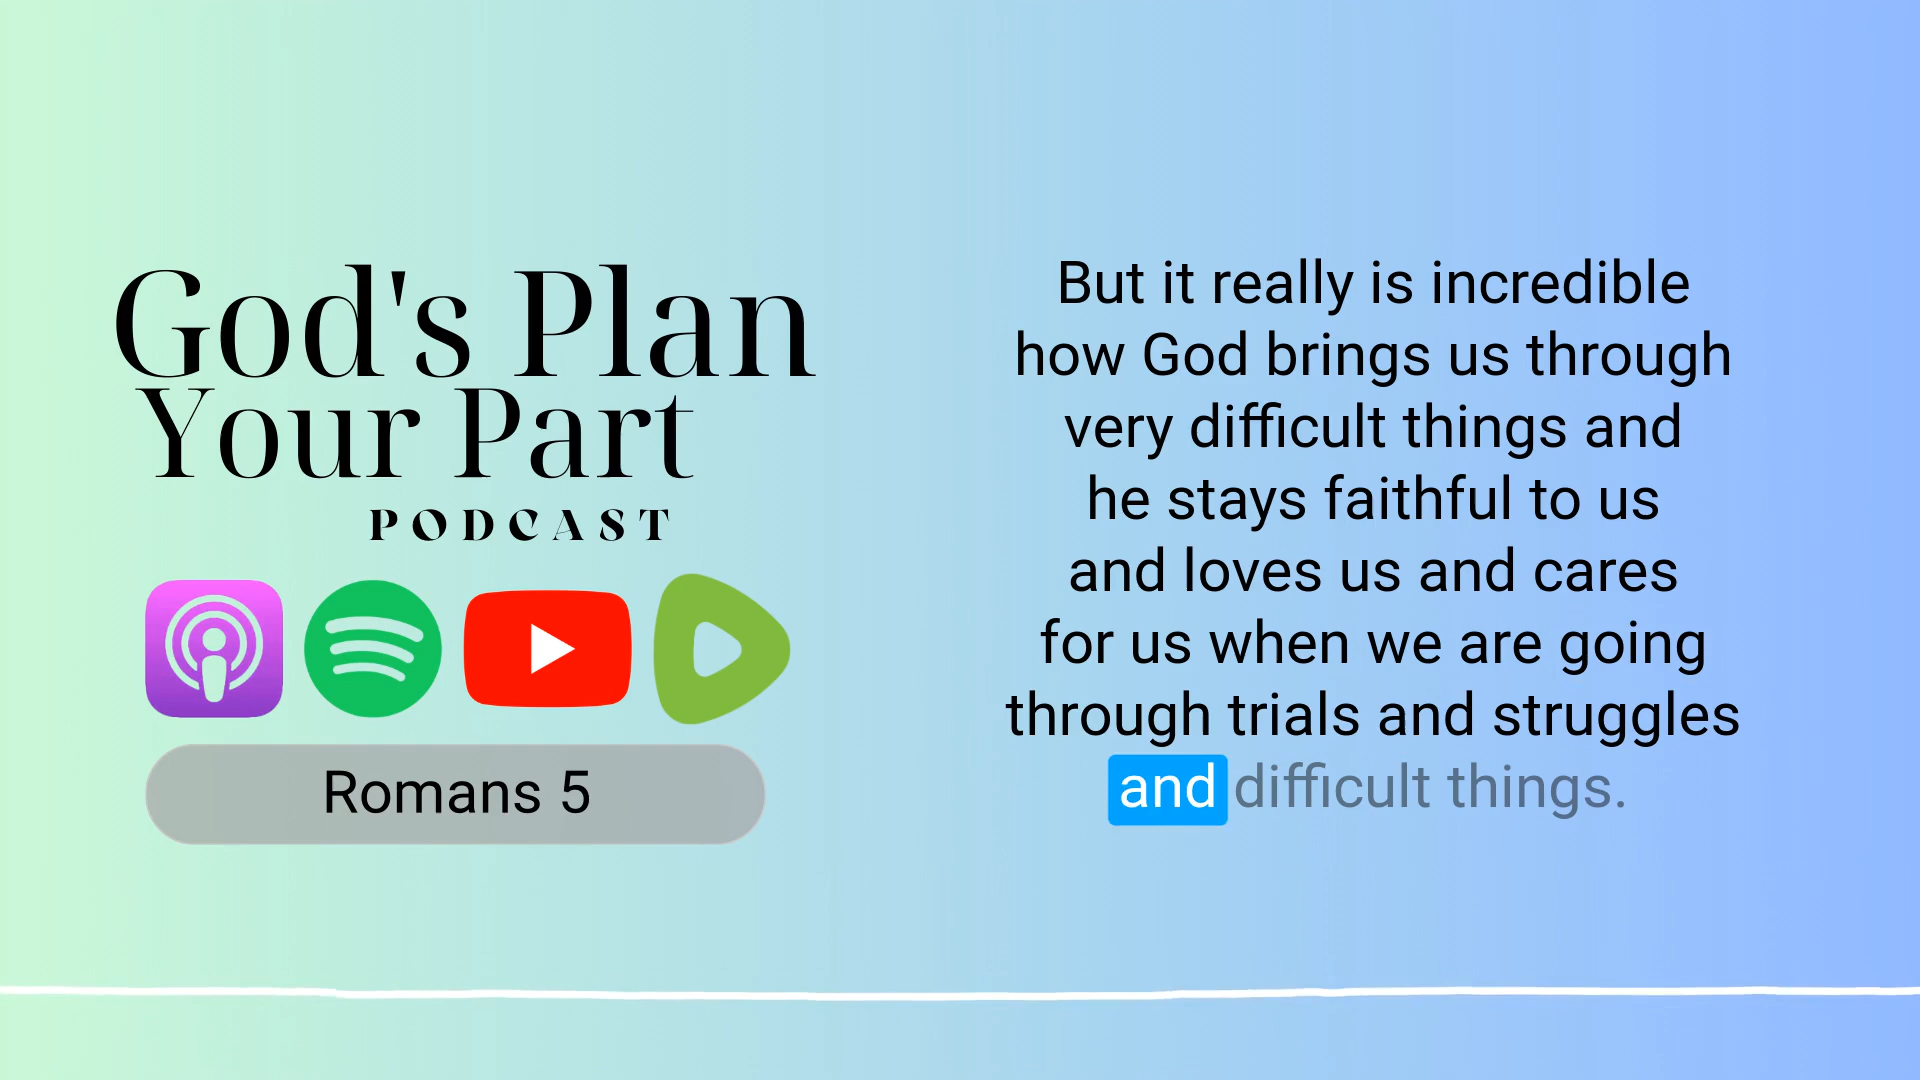 God's Plan
Your Part
PODCAST
Romans 5
But it really is incredible
how God brings us through
very difficult things and
he stays faithful to us
and loves us and cares
for us when we are going
through trials and struggles
and difficult things.